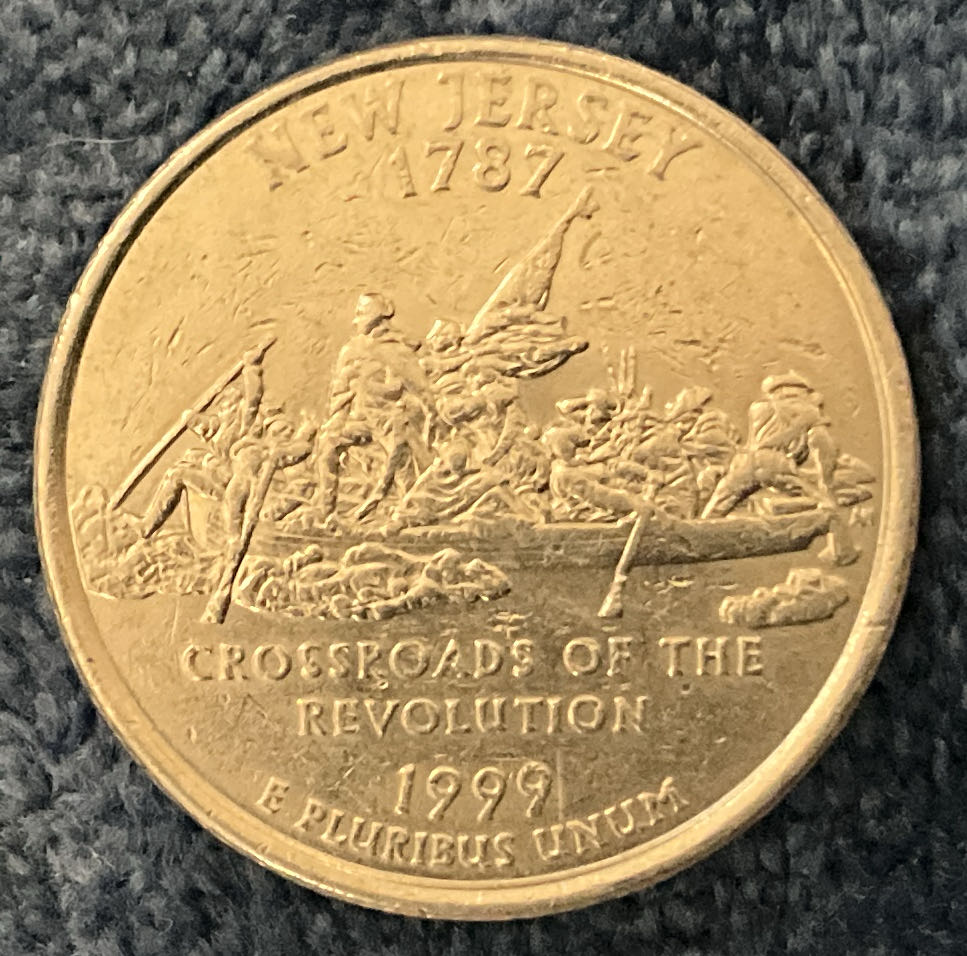 NEW JERSEY
1787
CROSSROADS OF THE
REVOLUTION
1999
E PLURIBUS UNUM